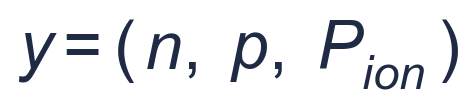 y=(n, p, P_ion)